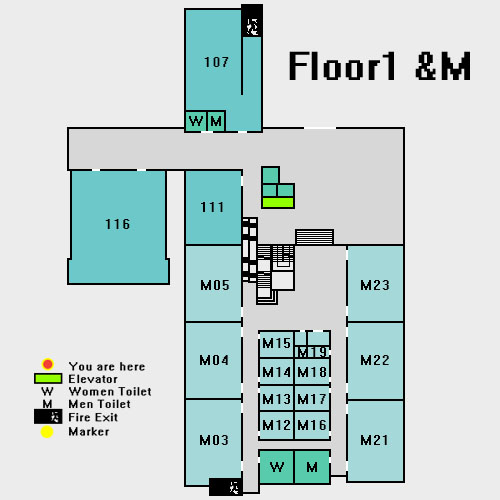 Floor1 &M
107
W M
116
111
M05
M23
M15
M19
M04
M14 M18
M22
M13 M17
M12 M16
M03
M21
W M
You are here
Elevator
W Women Toilet
M Men Toilet
Fire Exit
Marker